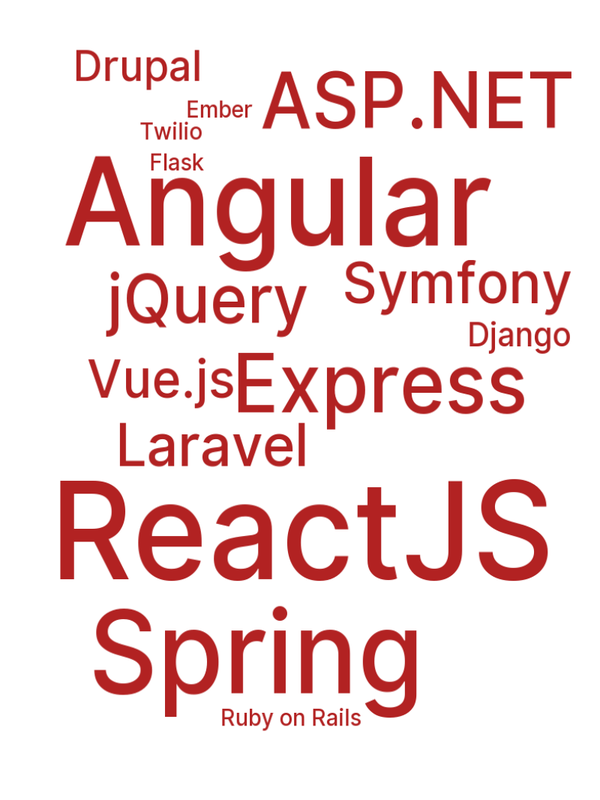 Drupal
ASP.NET
Ember
Twilio
Flask
Angular
Symfony
jQuery
Django
Vue.js
Express
Laravel
ReactJS
Spring
Ruby on Rails